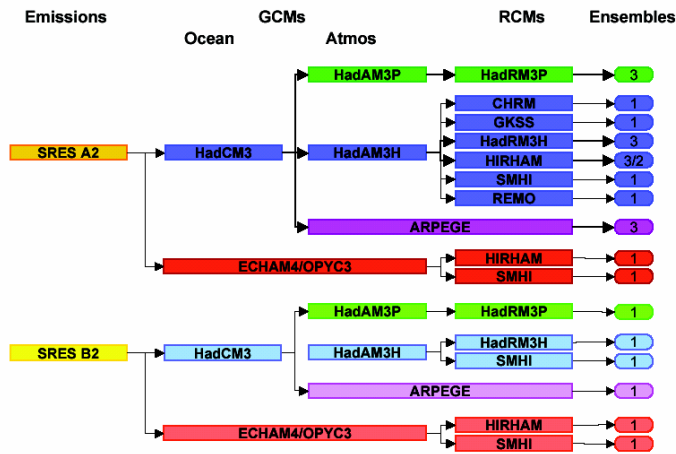 Emissions GCMs RCMs Ensembles
Ocean Atmos
HadAM3P HadRM3P 3
CHRM 1
GKSS 1
HadRM3H 3
SRES A2 HadCM3 HadAM3H HIRHAM 3/2
SMHI 1
REMO 1
ARPEGE 3
ECHAM4/OPYC3 HIRHAM 1
SMHI 1
HadAM3P HadRM3P 1
HadRM3H 1
SRES B2 HadCM3 HadAM3H SMHI 1
ARPEGE 1
ECHAM4/OPYC3 HIRHAM 1
SMHI 1